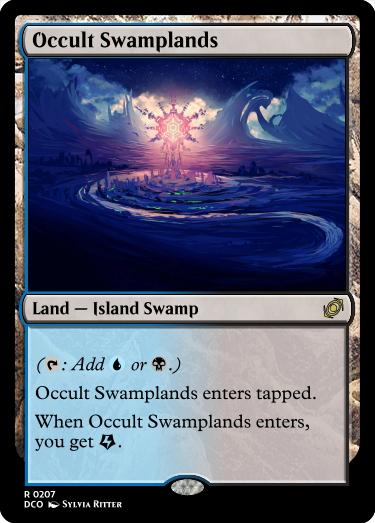 Occult Swamplands
Land — Island Swamp
(: Add or .)
Occult Swamplands enters tapped.
When Occult Swamplands enters,
you get .
R 0207
DCO Sylvia Ritter